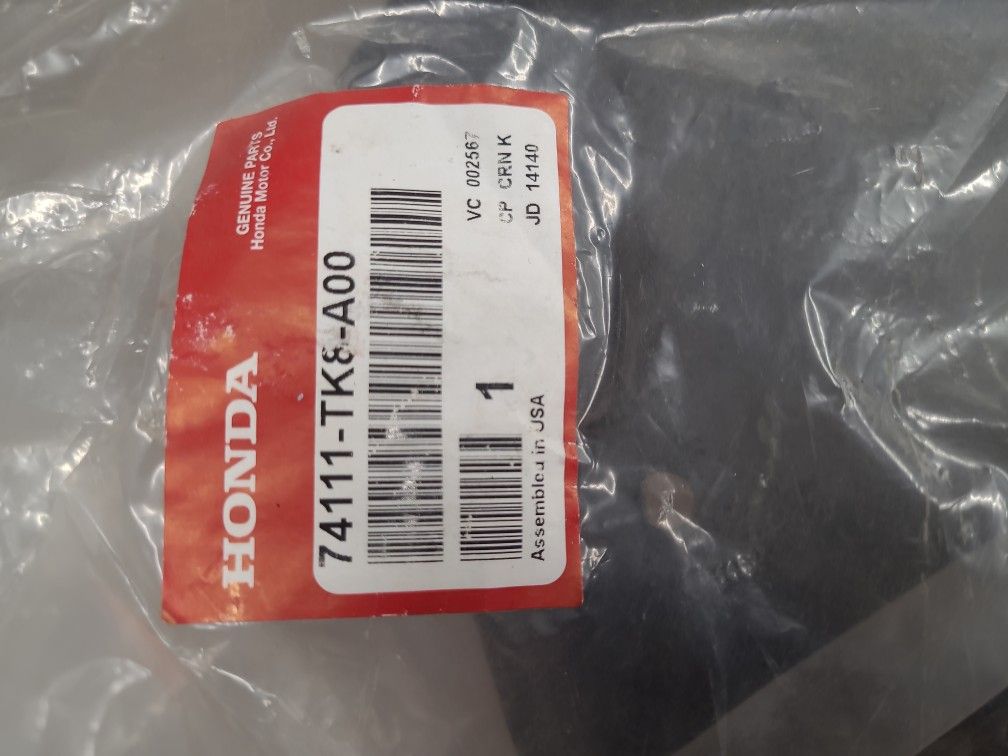 GENUINE PARTS
Honda Motor Co., Ltd.
HONDA
74111-TK8-A00
VC 002567
CP CRN K
JD 14140
1
Assembled in USA